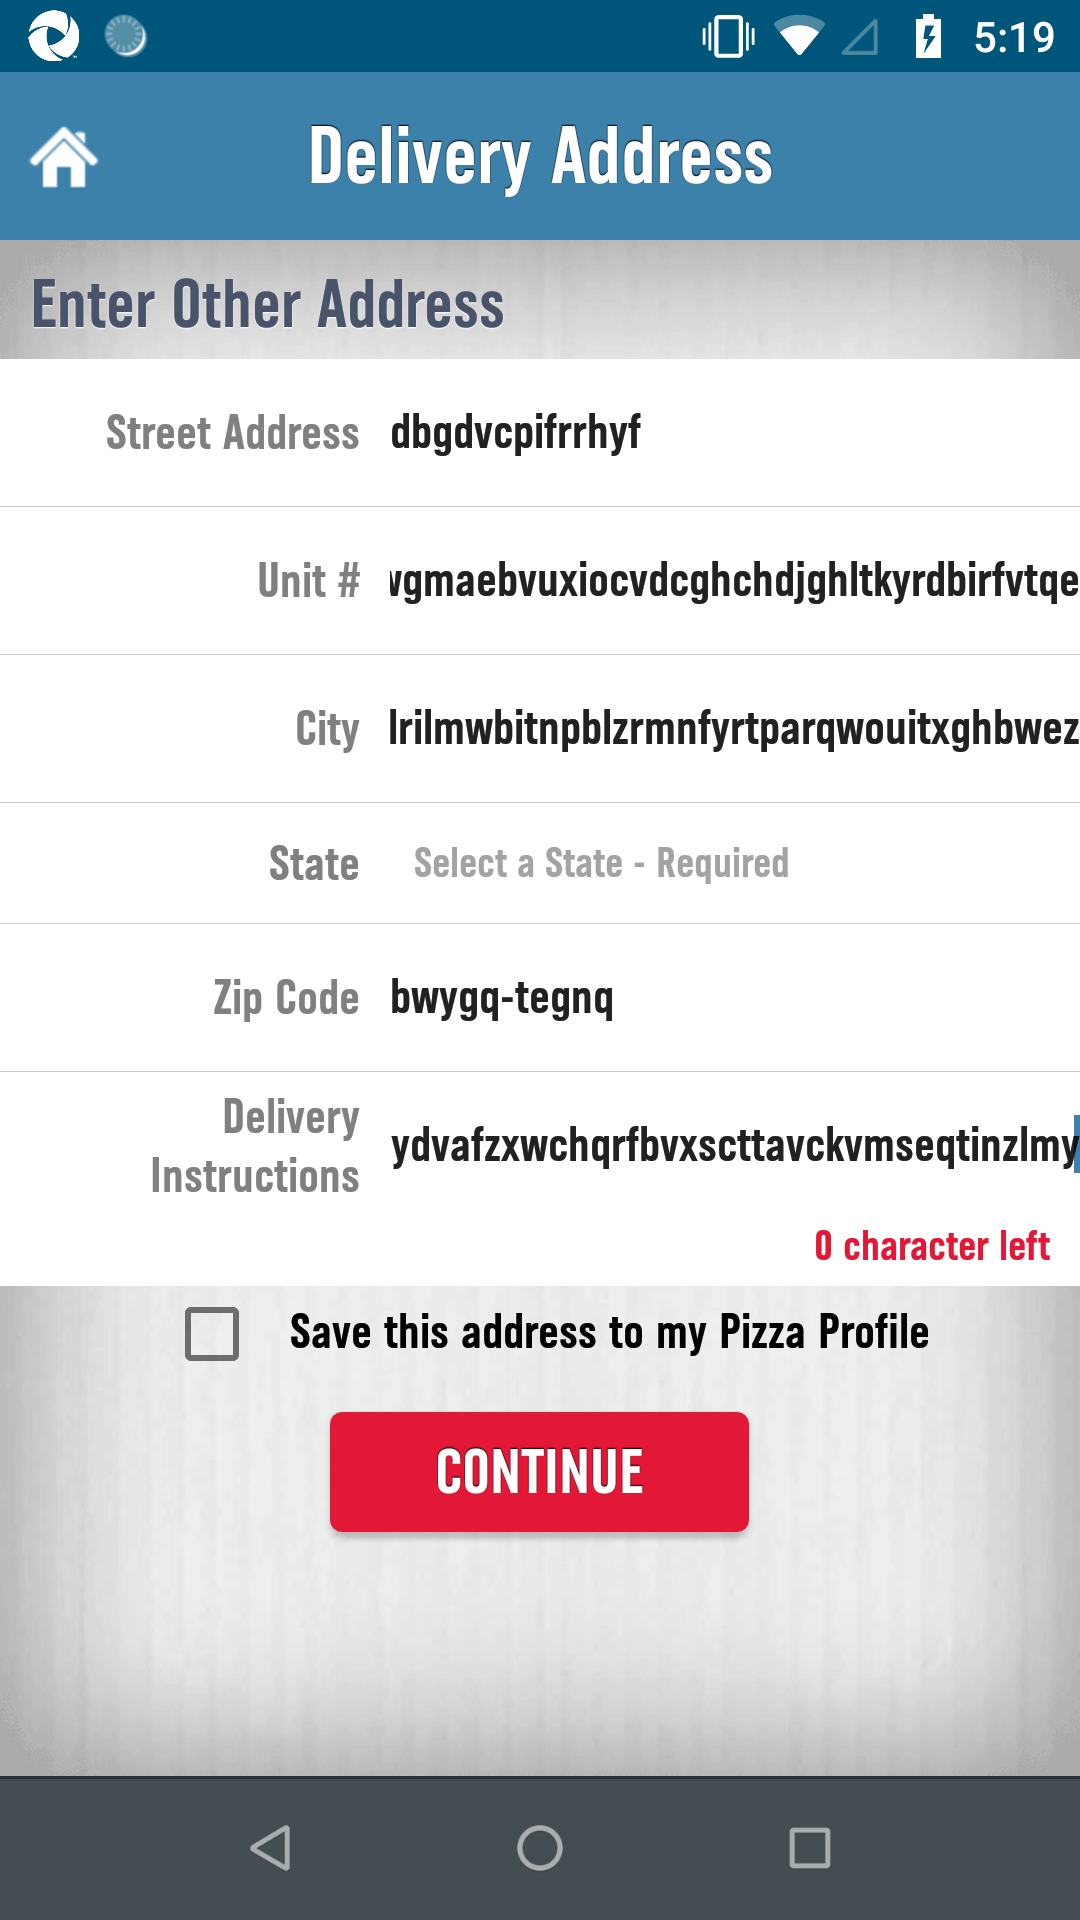 5:19
Delivery Address
Enter Other Address
Street Address dbgdvcpifrrhyf
Unit # vgmaebvuxiocvdcghchdjghltkyrdbirfvtqe
City lrilmwbitnpblzrmnfyrtparqwouitxghbwez
State Select a State - Required
Zip Code bwygq-tegnq
Delivery Instructions ydvafzxwchqrfbvxscttavckvmseqtinzlmy
0 character left
Save this address to my Pizza Profile
CONTINUE